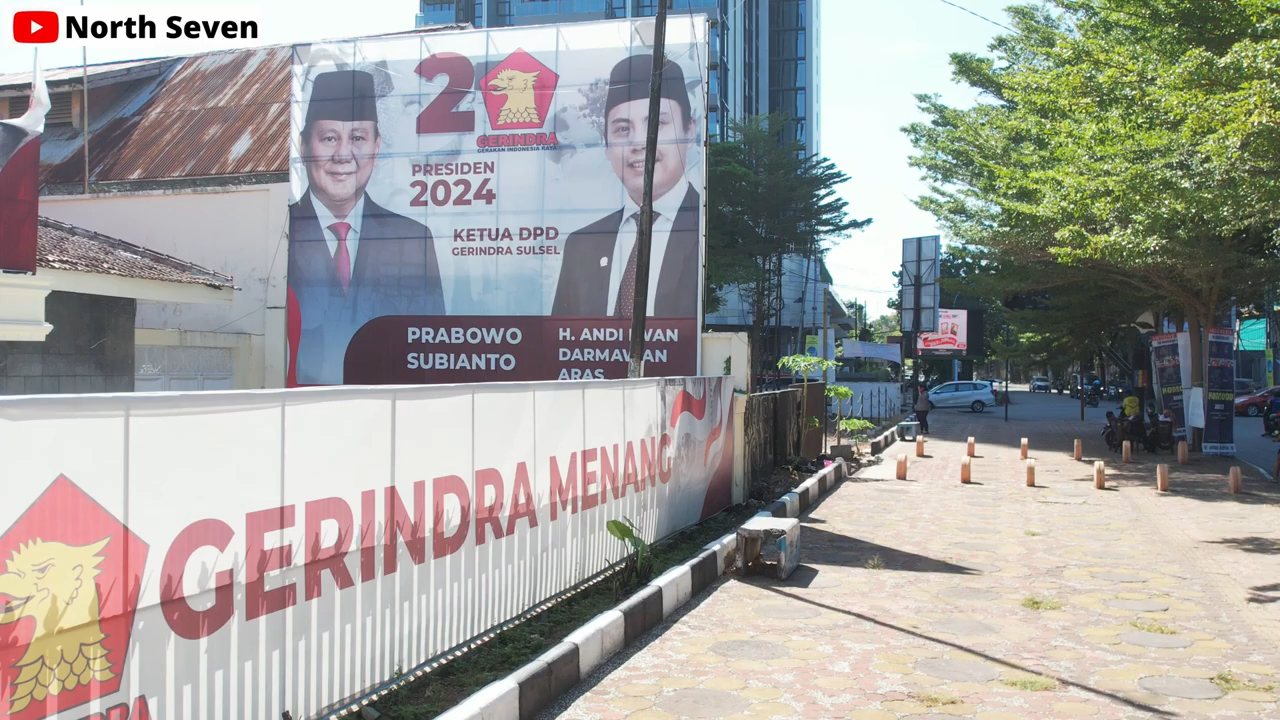 North Seven
2
GERINDRA
GERAKAN INDONESIA RAYA
PRESIDEN
2024
KETUA DPD
GERINDRA SULSEL
PRABOWO
SUBIANTO
H. ANDI IWAN
DARMAWAN
ARAS
GERINDRA MENANG